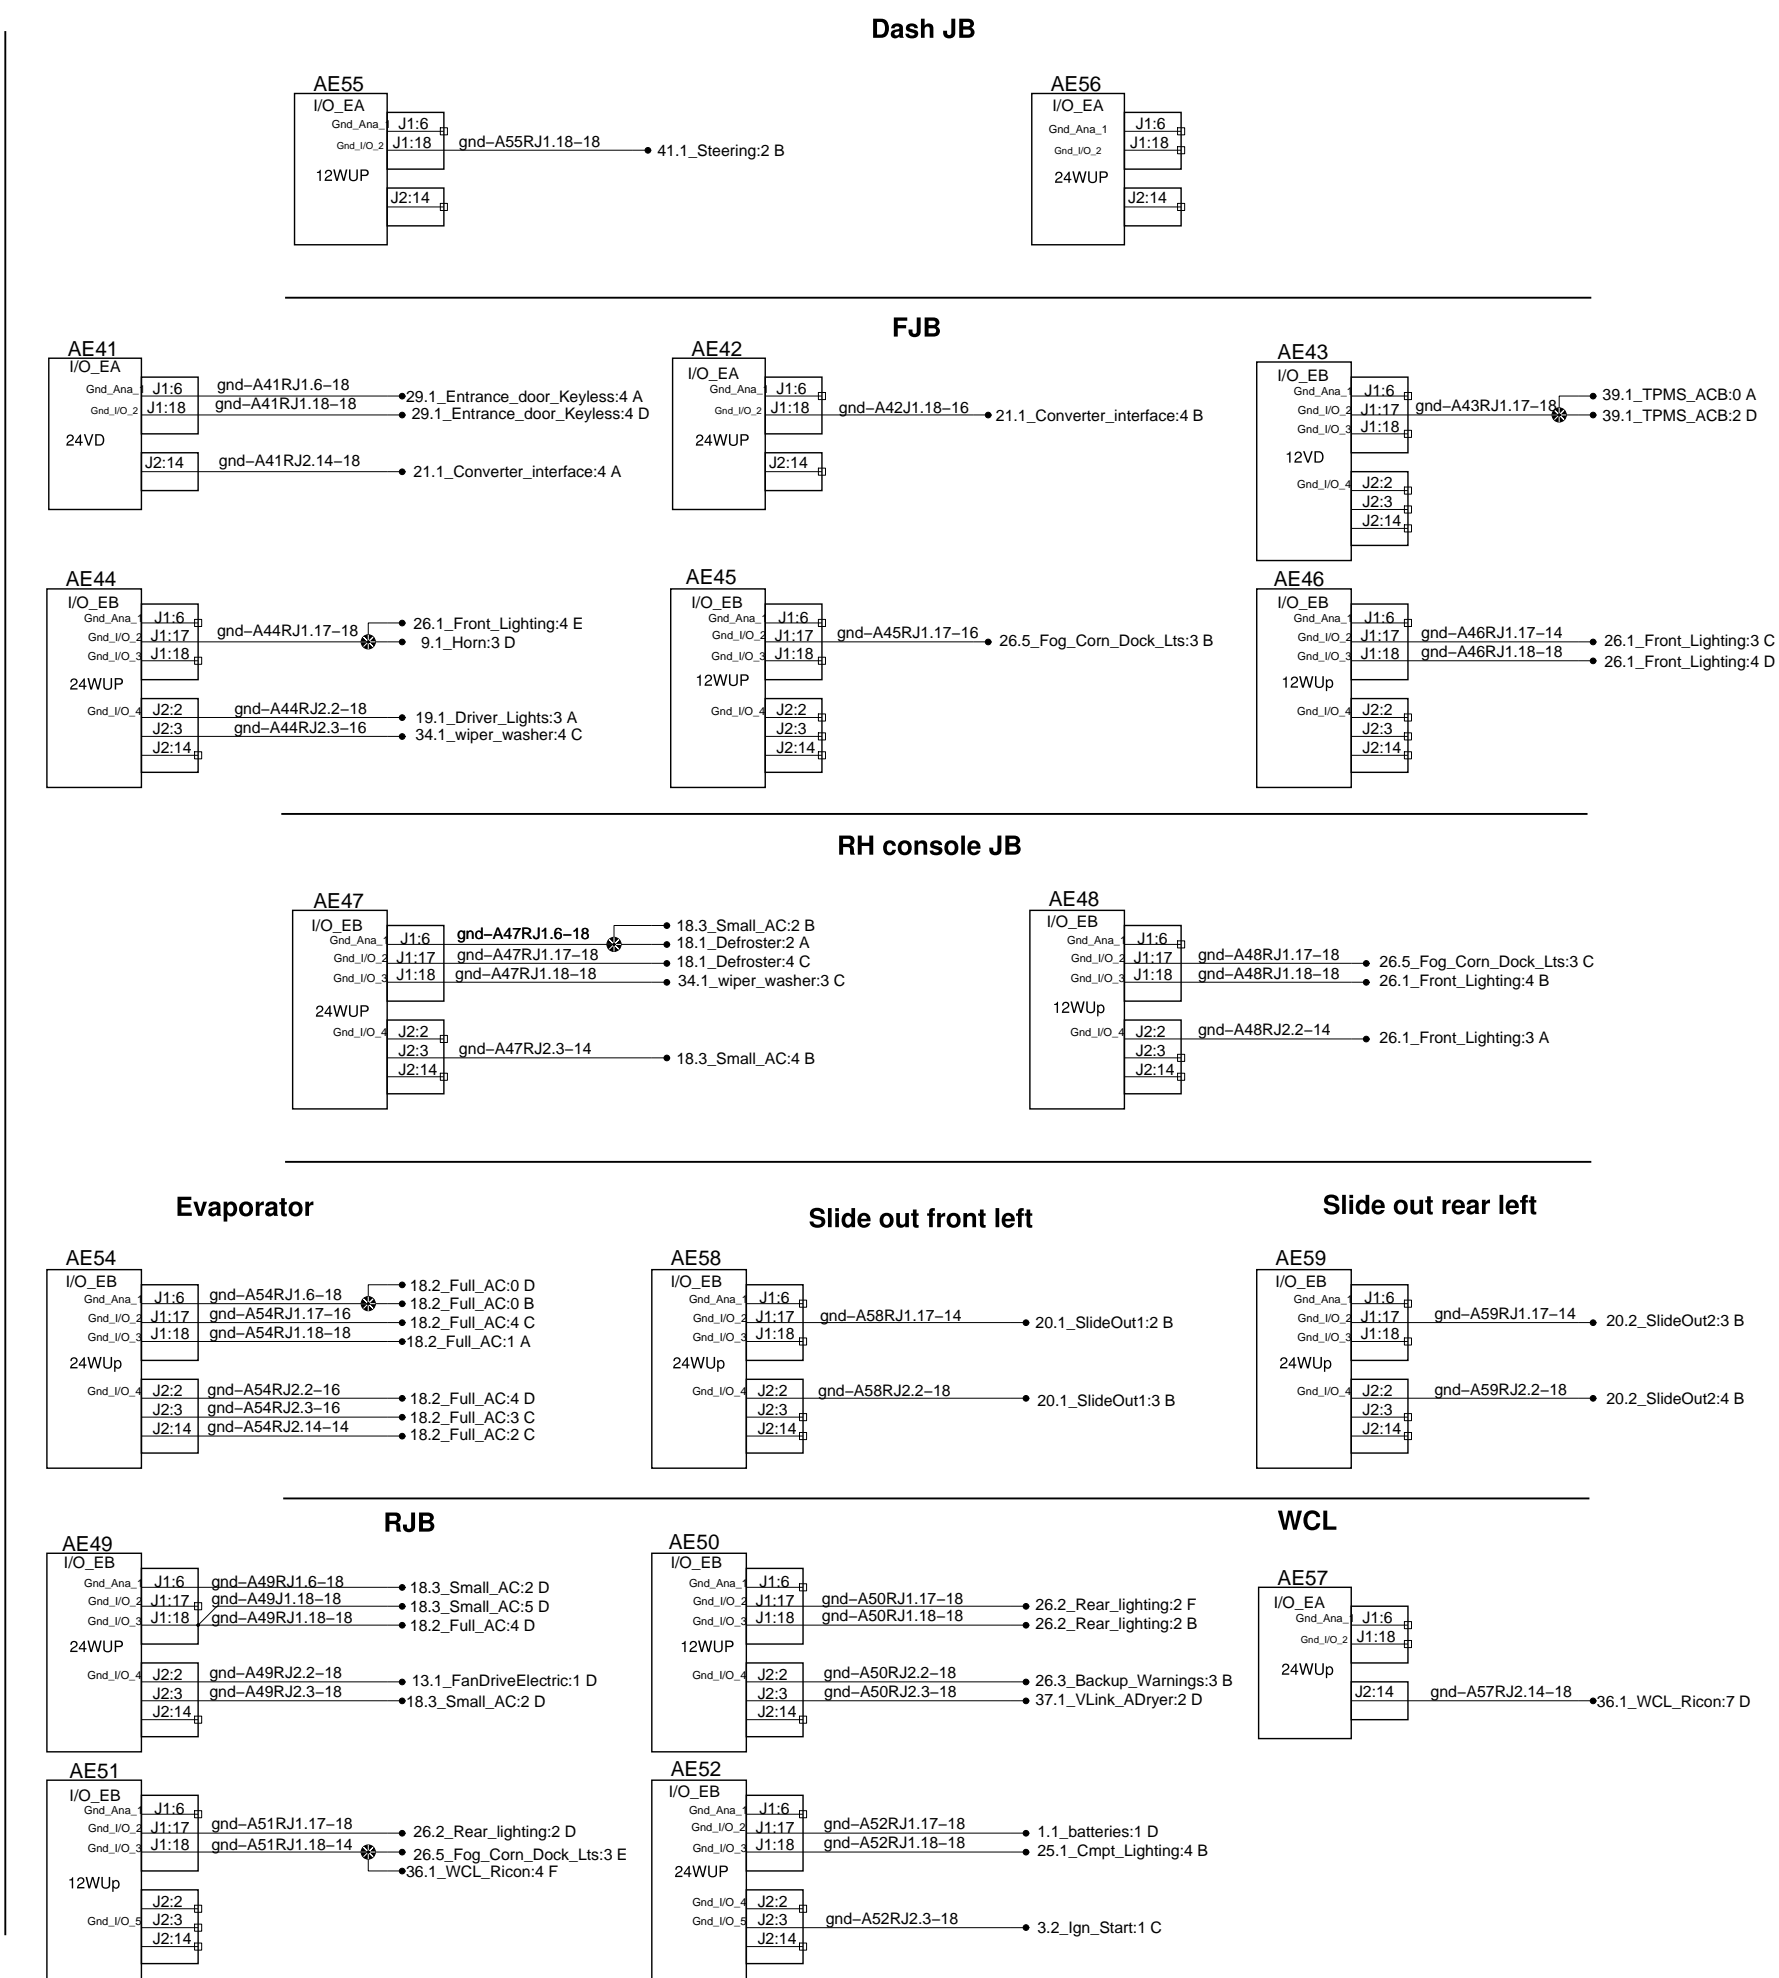 Dash JB
AE55
I/O_EA
Gnd_Ana_1
J1:6
Gnd_I/O_2
J1:18
gnd-A55RJ1.18-18
41.1_Steering:2 B
12WUP
J2:14
AE56
I/O_EA
Gnd_Ana_1
J1:6
Gnd_I/O_2
J1:18
24WUP
J2:14
FJB
AE41
I/O_EA
Gnd_Ana_1
J1:6
gnd-A41RJ1.6-18
29.1_Entrance_door_Keyless:4 A
Gnd_I/O_2
J1:18
gnd-A41RJ1.18-18
29.1_Entrance_door_Keyless:4 D
24VD
J2:14
gnd-A41RJ2.14-18
21.1_Converter_interface:4 A
AE42
I/O_EA
Gnd_Ana_1
J1:6
Gnd_I/O_2
J1:18
gnd-A42J1.18-16
21.1_Converter_interface:4 B
24WUP
J2:14
AE43
I/O_EB
Gnd_Ana_1
J1:6
39.1_TPMS_ACB:0 A
Gnd_I/O_2
J1:17
gnd-A43RJ1.17-18
39.1_TPMS_ACB:2 D
Gnd_I/O_3
J1:18
12VD
Gnd_I/O_4
J2:2
J2:3
J2:14
AE44
I/O_EB
Gnd_Ana_1
J1:6
26.1_Front_Lighting:4 E
Gnd_I/O_2
J1:17
gnd-A44RJ1.17-18
9.1_Horn:3 D
Gnd_I/O_3
J1:18
24WUP
Gnd_I/O_4
J2:2
gnd-A44RJ2.2-18
19.1_Driver_Lights:3 A
J2:3
gnd-A44RJ2.3-16
34.1_wiper_washer:4 C
J2:14
AE45
I/O_EB
Gnd_Ana_1
J1:6
Gnd_I/O_2
J1:17
gnd-A45RJ1.17-16
26.5_Fog_Corn_Dock_Lts:3 B
Gnd_I/O_3
J1:18
12WUP
Gnd_I/O_4
J2:2
J2:3
J2:14
AE46
I/O_EB
Gnd_Ana_1
J1:6
Gnd_I/O_2
J1:17
gnd-A46RJ1.17-14
26.1_Front_Lighting:3 C
Gnd_I/O_3
J1:18
gnd-A46RJ1.18-18
26.1_Front_Lighting:4 D
12WUp
Gnd_I/O_4
J2:2
J2:3
J2:14
RH console JB
AE47
I/O_EB
Gnd_Ana_1
J1:6
gnd-A47RJ1.6-18
18.3_Small_AC:2 B
18.1_Defroster:2 A
Gnd_I/O_2
J1:17
gnd-A47RJ1.17-18
18.1_Defroster:4 C
Gnd_I/O_3
J1:18
gnd-A47RJ1.18-18
34.1_wiper_washer:3 C
24WUP
Gnd_I/O_4
J2:2
J2:3
gnd-A47RJ2.3-14
18.3_Small_AC:4 B
J2:14
AE48
I/O_EB
Gnd_Ana_1
J1:6
Gnd_I/O_2
J1:17
gnd-A48RJ1.17-18
26.5_Fog_Corn_Dock_Lts:3 C
Gnd_I/O_3
J1:18
gnd-A48RJ1.18-18
26.1_Front_Lighting:4 B
12WUp
Gnd_I/O_4
J2:2
gnd-A48RJ2.2-14
26.1_Front_Lighting:3 A
J2:3
J2:14
Evaporator
AE54
I/O_EB
Gnd_Ana_1
J1:6
gnd-A54RJ1.6-18
18.2_Full_AC:0 D
18.2_Full_AC:0 B
Gnd_I/O_2
J1:17
gnd-A54RJ1.17-16
18.2_Full_AC:4 C
Gnd_I/O_3
J1:18
gnd-A54RJ1.18-18
18.2_Full_AC:1 A
24WUp
Gnd_I/O_4
J2:2
gnd-A54RJ2.2-16
18.2_Full_AC:4 D
J2:3
gnd-A54RJ2.3-16
18.2_Full_AC:3 C
J2:14
gnd-A54RJ2.14-14
18.2_Full_AC:2 C
Slide out front left
AE58
I/O_EB
Gnd_Ana_1
J1:6
Gnd_I/O_2
J1:17
gnd-A58RJ1.17-14
20.1_SlideOut1:2 B
Gnd_I/O_3
J1:18
24WUp
Gnd_I/O_4
J2:2
gnd-A58RJ2.2-18
20.1_SlideOut1:3 B
J2:3
J2:14
Slide out rear left
AE59
I/O_EB
Gnd_Ana_1
J1:6
Gnd_I/O_2
J1:17
gnd-A59RJ1.17-14
20.2_SlideOut2:3 B
Gnd_I/O_3
J1:18
24WUp
Gnd_I/O_4
J2:2
gnd-A59RJ2.2-18
20.2_SlideOut2:4 B
J2:3
J2:14
RJB
AE49
I/O_EB
Gnd_Ana_1
J1:6
gnd-A49RJ1.6-18
18.3_Small_AC:2 D
Gnd_I/O_2
J1:17
gnd-A49J1.18-18
18.3_Small_AC:5 D
Gnd_I/O_3
J1:18
gnd-A49RJ1.18-18
18.2_Full_AC:4 D
24WUP
Gnd_I/O_4
J2:2
gnd-A49RJ2.2-18
13.1_FanDriveElectric:1 D
J2:3
gnd-A49RJ2.3-18
18.3_Small_AC:2 D
J2:14
AE50
I/O_EB
Gnd_Ana_1
J1:6
Gnd_I/O_2
J1:17
gnd-A50RJ1.17-18
26.2_Rear_lighting:2 F
Gnd_I/O_3
J1:18
gnd-A50RJ1.18-18
26.2_Rear_lighting:2 B
12WUP
Gnd_I/O_4
J2:2
gnd-A50RJ2.2-18
26.3_Backup_Warnings:3 B
J2:3
gnd-A50RJ2.3-18
37.1_VLink_ADryer:2 D
J2:14
WCL
AE57
I/O_EA
Gnd_Ana_1
J1:6
Gnd_I/O_2
J1:18
24WUp
J2:14
gnd-A57RJ2.14-18
36.1_WCL_Ricon:7 D
AE51
I/O_EB
Gnd_Ana_1
J1:6
Gnd_I/O_2
J1:17
gnd-A51RJ1.17-18
26.2_Rear_lighting:2 D
Gnd_I/O_3
J1:18
gnd-A51RJ1.18-14
26.5_Fog_Corn_Dock_Lts:3 E
36.1_WCL_Ricon:4 F
12WUp
J2:2
Gnd_I/O_5
J2:3
J2:14
AE52
I/O_EB
Gnd_Ana_1
J1:6
Gnd_I/O_2
J1:17
gnd-A52RJ1.17-18
1.1_batteries:1 D
Gnd_I/O_3
J1:18
gnd-A52RJ1.18-18
25.1_Cmpt_Lighting:4 B
24WUP
Gnd_I/O_4
J2:2
Gnd_I/O_5
J2:3
gnd-A52RJ2.3-18
3.2_Ign_Start:1 C
J2:14